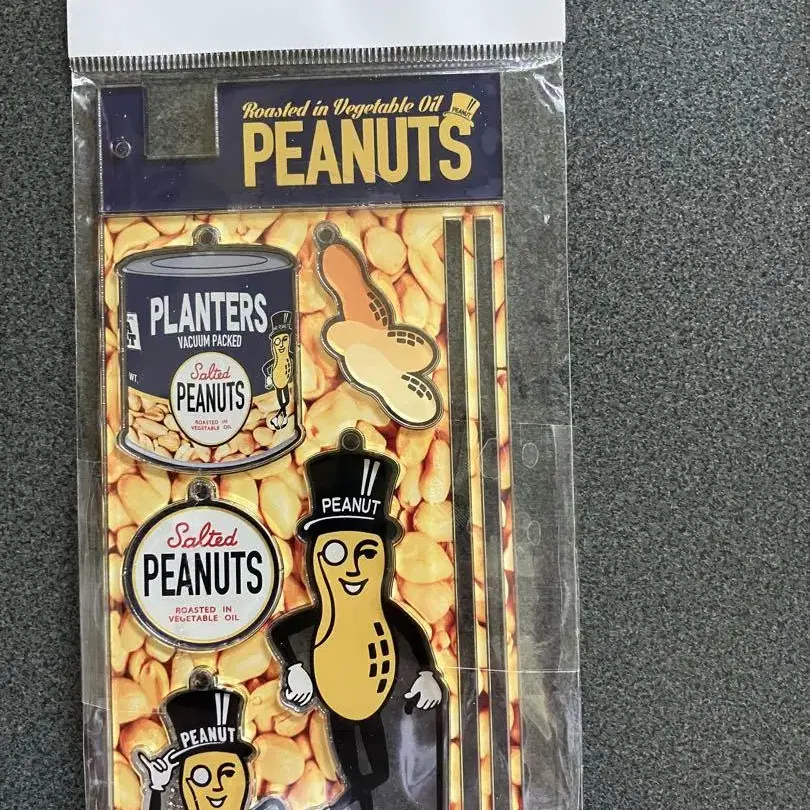 Roasted in Vegetable Oil
PEANUT
PEANUTS
PLANTERS
VACUUM PACKED
WT.
Salted
PEANUTS
ROASTED IN
VEGETABLE OIL
PEANUT
Salted
PEANUTS
ROASTED IN
VEGETABLE OIL
PEANUT